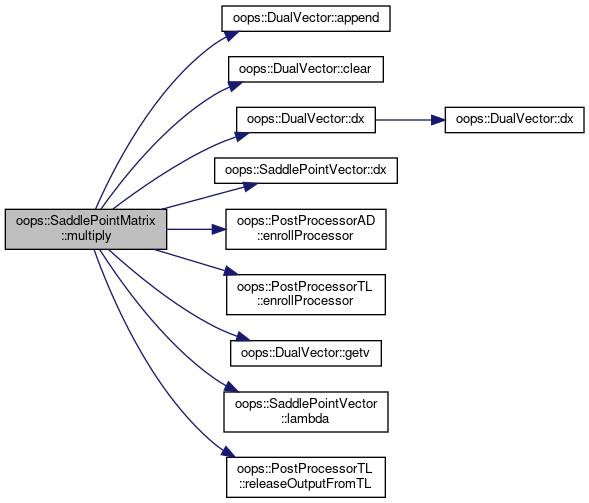 oops::DualVector::append
oops::DualVector::clear
oops::DualVector::dx
oops::DualVector::dx
oops::SaddlePointVector::dx
oops::SaddlePointMatrix
::multiply
oops::PostProcessorAD
::enrollProcessor
oops::PostProcessorTL
::enrollProcessor
oops::DualVector::getv
oops::SaddlePointVector
::lambda
oops::PostProcessorTL
::releaseOutputFromTL